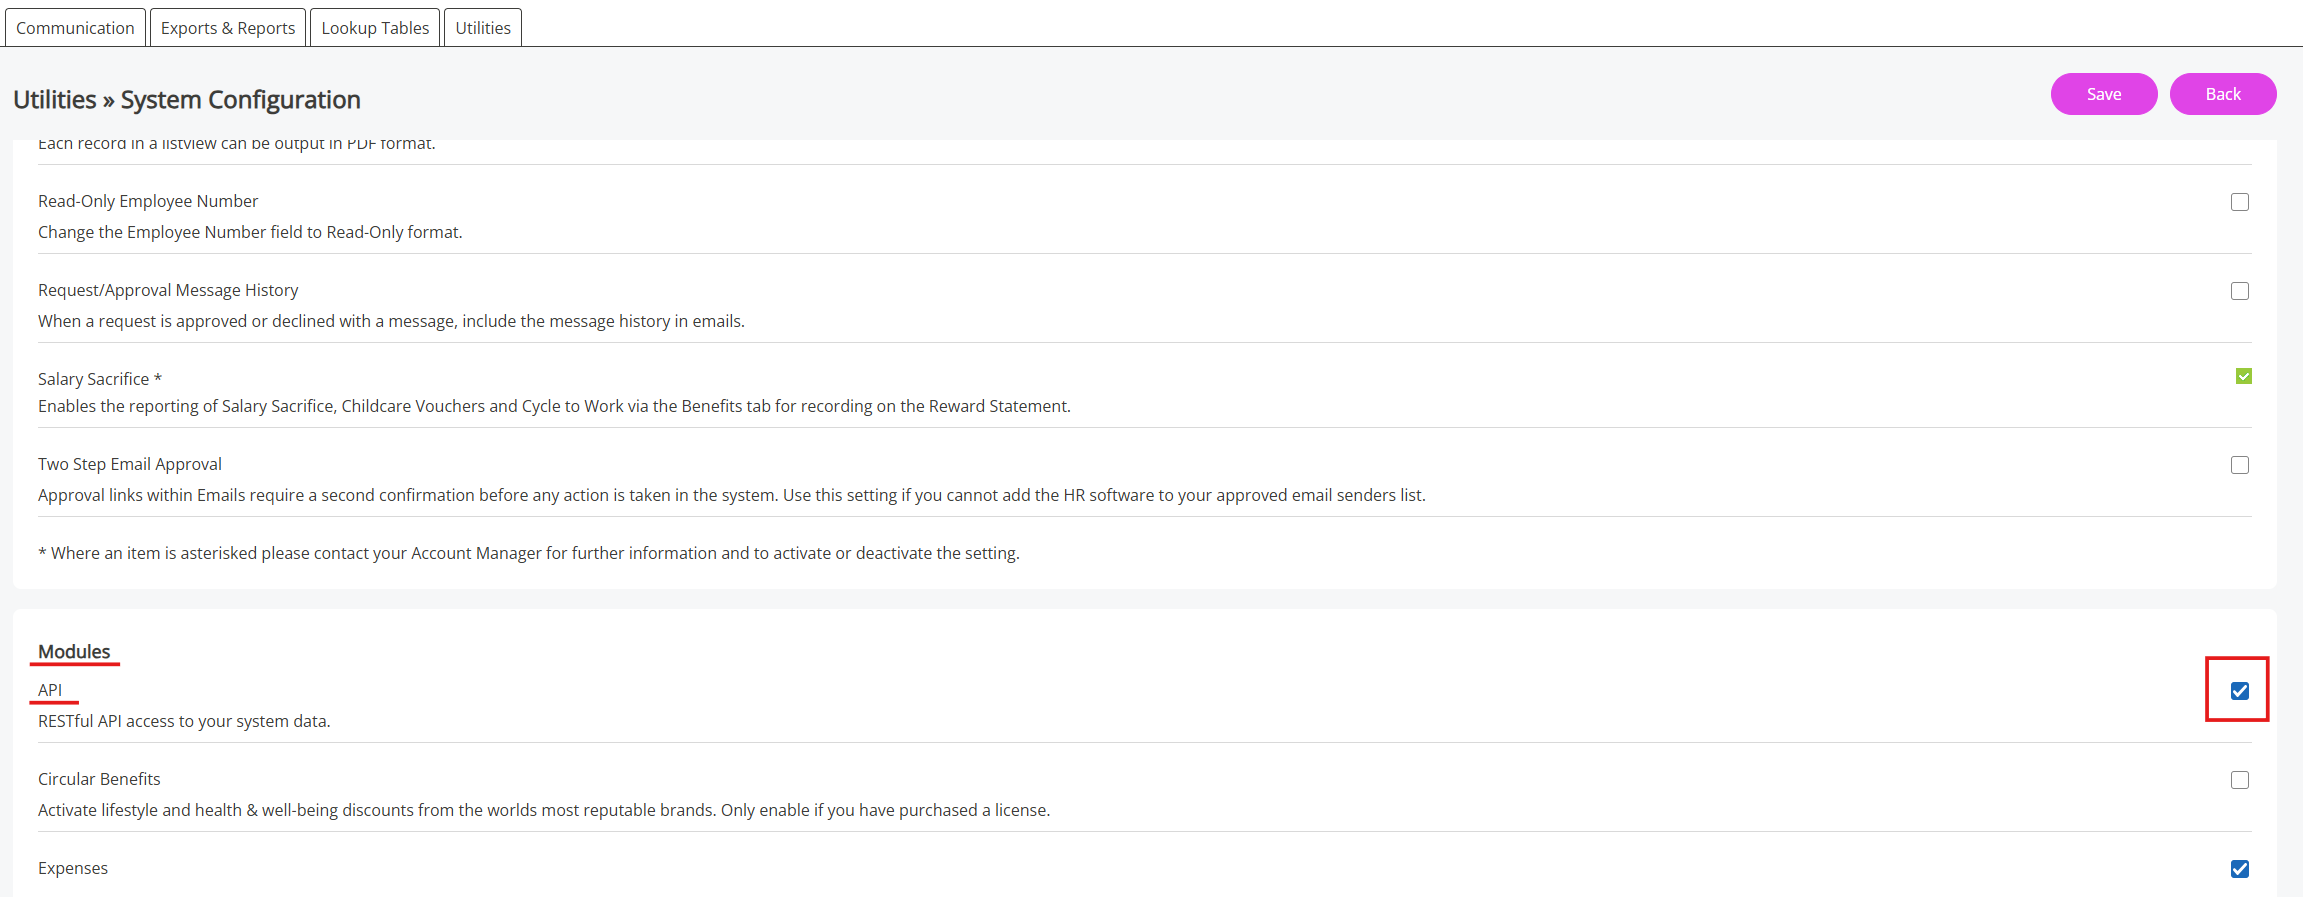 Communication
Exports & Reports
Lookup Tables
Utilities
Utilities » System Configuration
Save
Back
Each record in a listview can be output in PDF format.
Read-Only Employee Number
Change the Employee Number field to Read-Only format.
Request/Approval Message History
When a request is approved or declined with a message, include the message history in emails.
Salary Sacrifice *
Enables the reporting of Salary Sacrifice, Childcare Vouchers and Cycle to Work via the Benefits tab for recording on the Reward Statement.
Two Step Email Approval
Approval links within Emails require a second confirmation before any action is taken in the system. Use this setting if you cannot add the HR software to your approved email senders list.
* Where an item is asterisked please contact your Account Manager for further information and to activate or deactivate the setting.
Modules
API
RESTful API access to your system data.
Circular Benefits
Activate lifestyle and health & well-being discounts from the worlds most reputable brands. Only enable if you have purchased a license.
Expenses